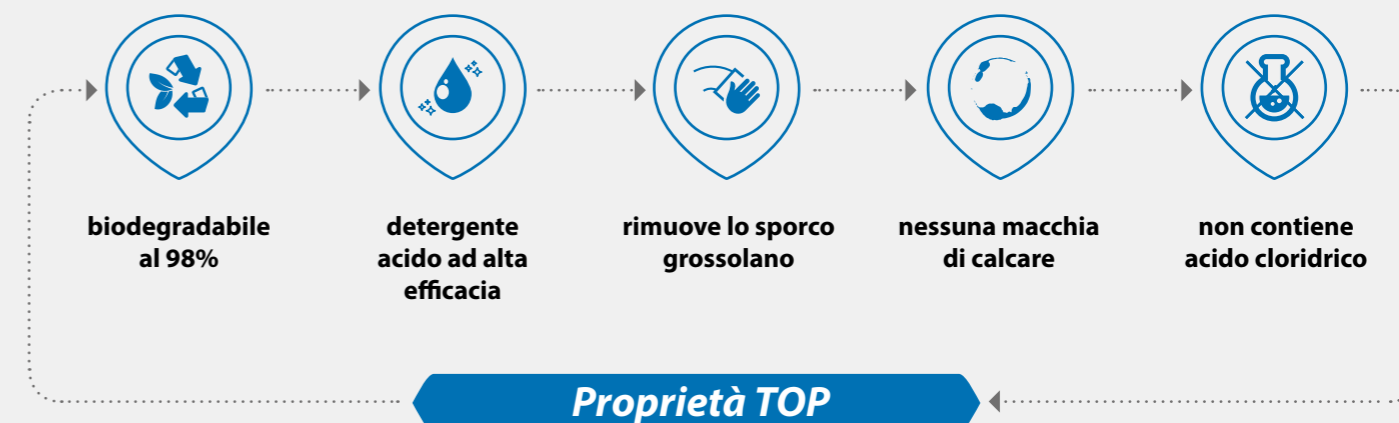 biodegradabile
al 98%
detergente
acido ad alta
efficacia
rimuove lo sporco
grossolano
nessuna macchia
di calcare
non contiene
acido cloridrico
Proprietà TOP